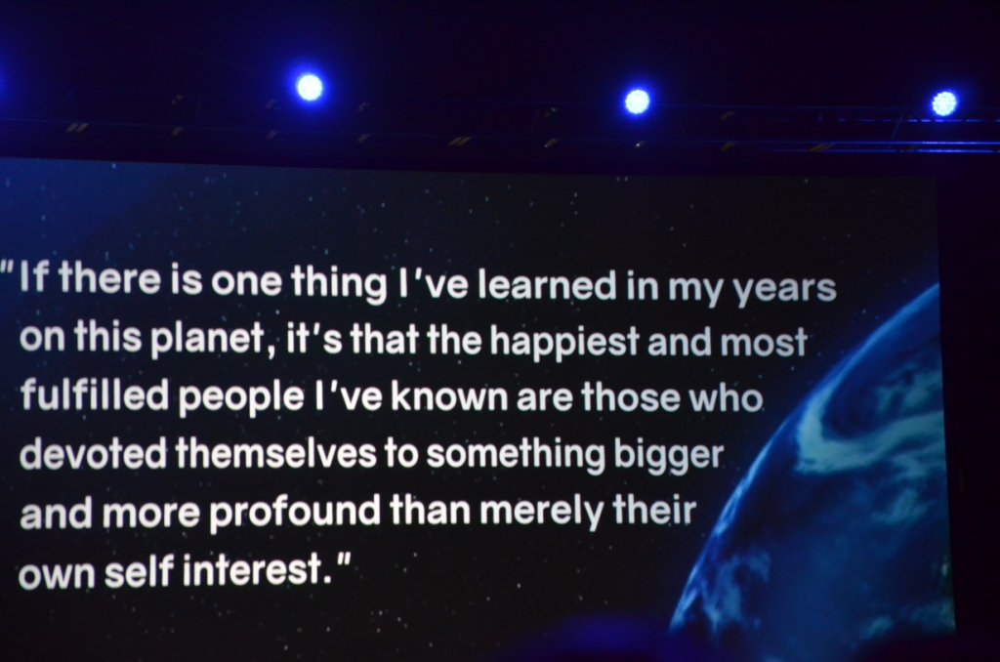 "If there is one thing I've learned in my years
on this planet, it's that the happiest and most
fulfilled people I've known are those who
devoted themselves to something bigger
and more profound than merely their
own self interest."